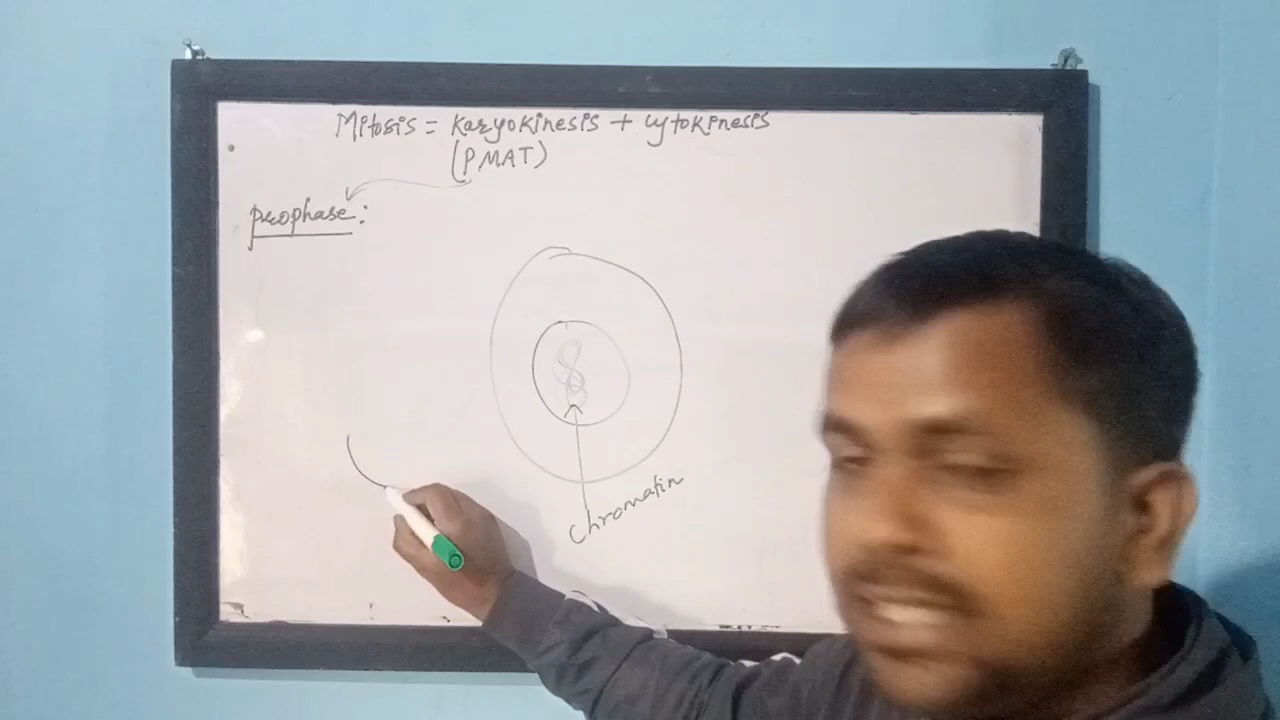 Mitosis = Karyokinesis + Cytokinesis
(PMAT)
Prophase:
Chromatin